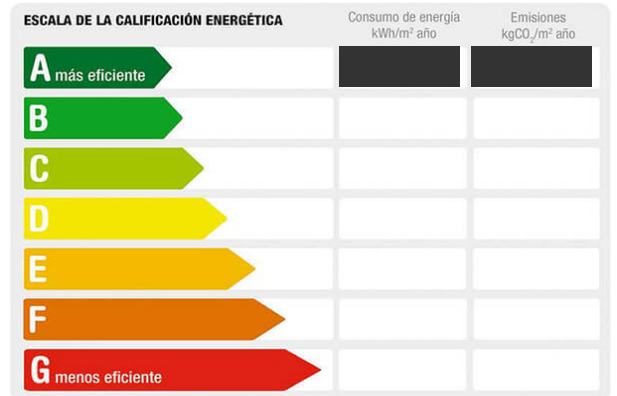 ESCALA DE LA CALIFICACIÓN ENERGÉTICA
Consumo de energía
kWh/m² año
Emisiones
kgCO₂/m² año
A más eficiente
B
C
D
E
F
G menos eficiente